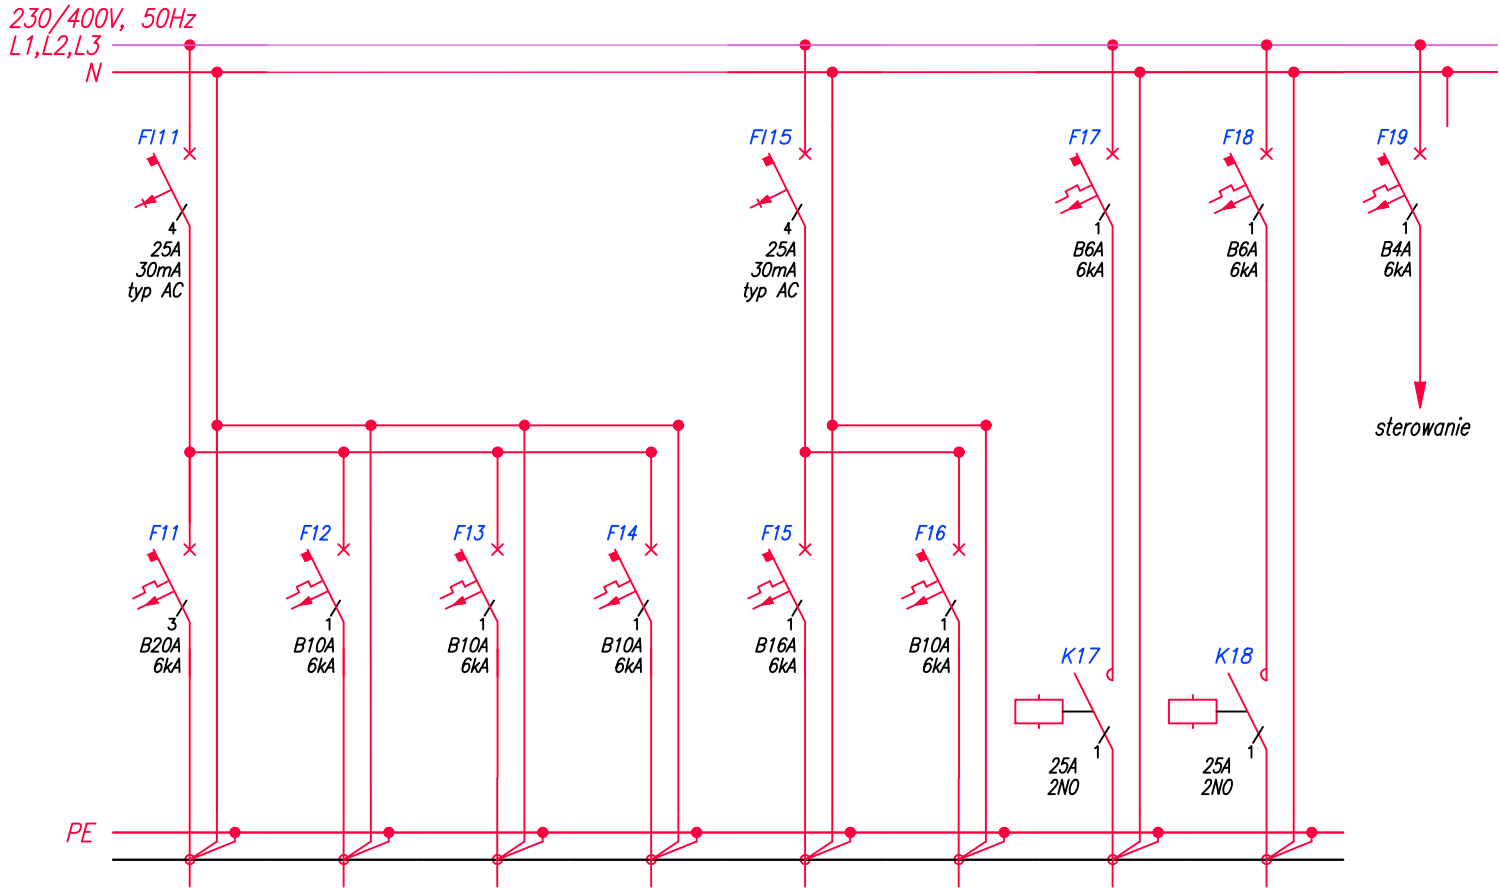 230/400V, 50Hz
L1,L2,L3
N
FI11
4
25A
30mA
typ AC
FI15
4
25A
30mA
typ AC
F17
1
B6A
6kA
F18
1
B6A
6kA
F19
1
B4A
6kA
sterowanie
F11
3
B20A
6kA
F12
1
B10A
6kA
F13
1
B10A
6kA
F14
1
B10A
6kA
F15
1
B16A
6kA
F16
1
B10A
6kA
K17
1
25A
2NO
K18
1
25A
2NO
PE